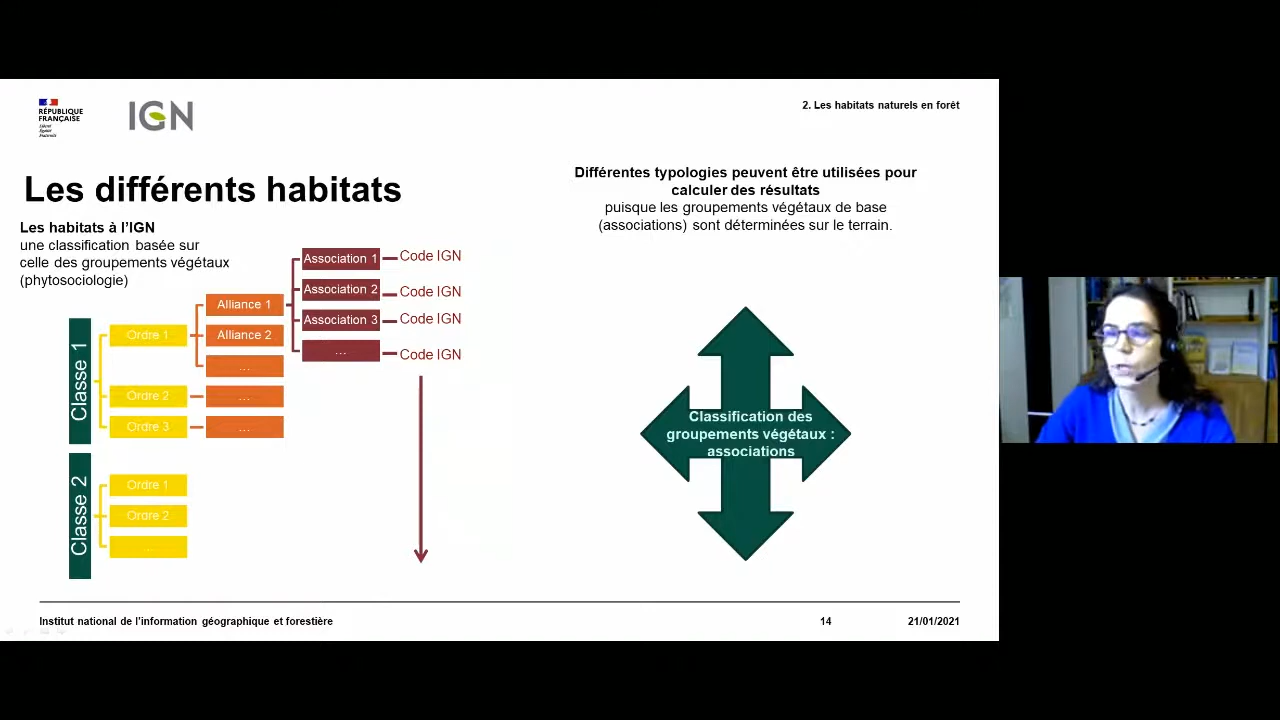 RÉPUBLIQUE
FRANÇAISE
Liberté
Égalité
Fraternité
IGN
2. Les habitats naturels en forêt
Les différents habitats
Les habitats à l'IGN
une classification basée sur
celle des groupements végétaux
(phytosociologie)
Classe 1
Ordre 1
Ordre 2
Ordre 3
Alliance 1
Alliance 2
...
...
...
Association 1
Association 2
Association 3
...
Code IGN
Code IGN
Code IGN
Code IGN
Classe 2
Ordre 1
Ordre 2
...
Différentes typologies peuvent être utilisées pour
calculer des résultats
puisque les groupements végétaux de base
(associations) sont déterminées sur le terrain.
Classification des
groupements végétaux :
associations
Institut national de l'information géographique et forestière
14
21/01/2021